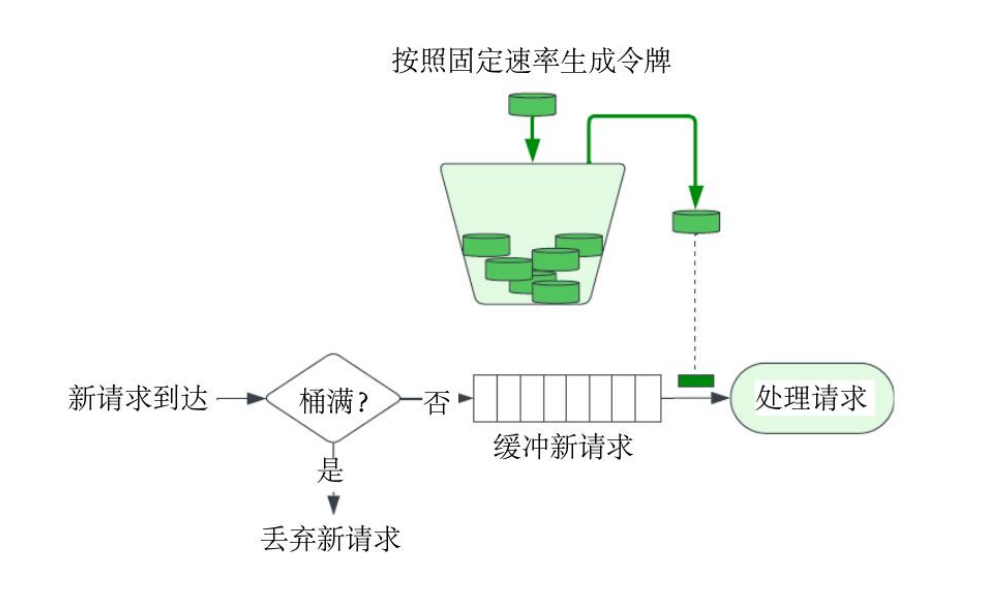 按照固定速率生成令牌
新请求到达
桶满?
否
处理请求
缓冲新请求
是
丢弃新请求